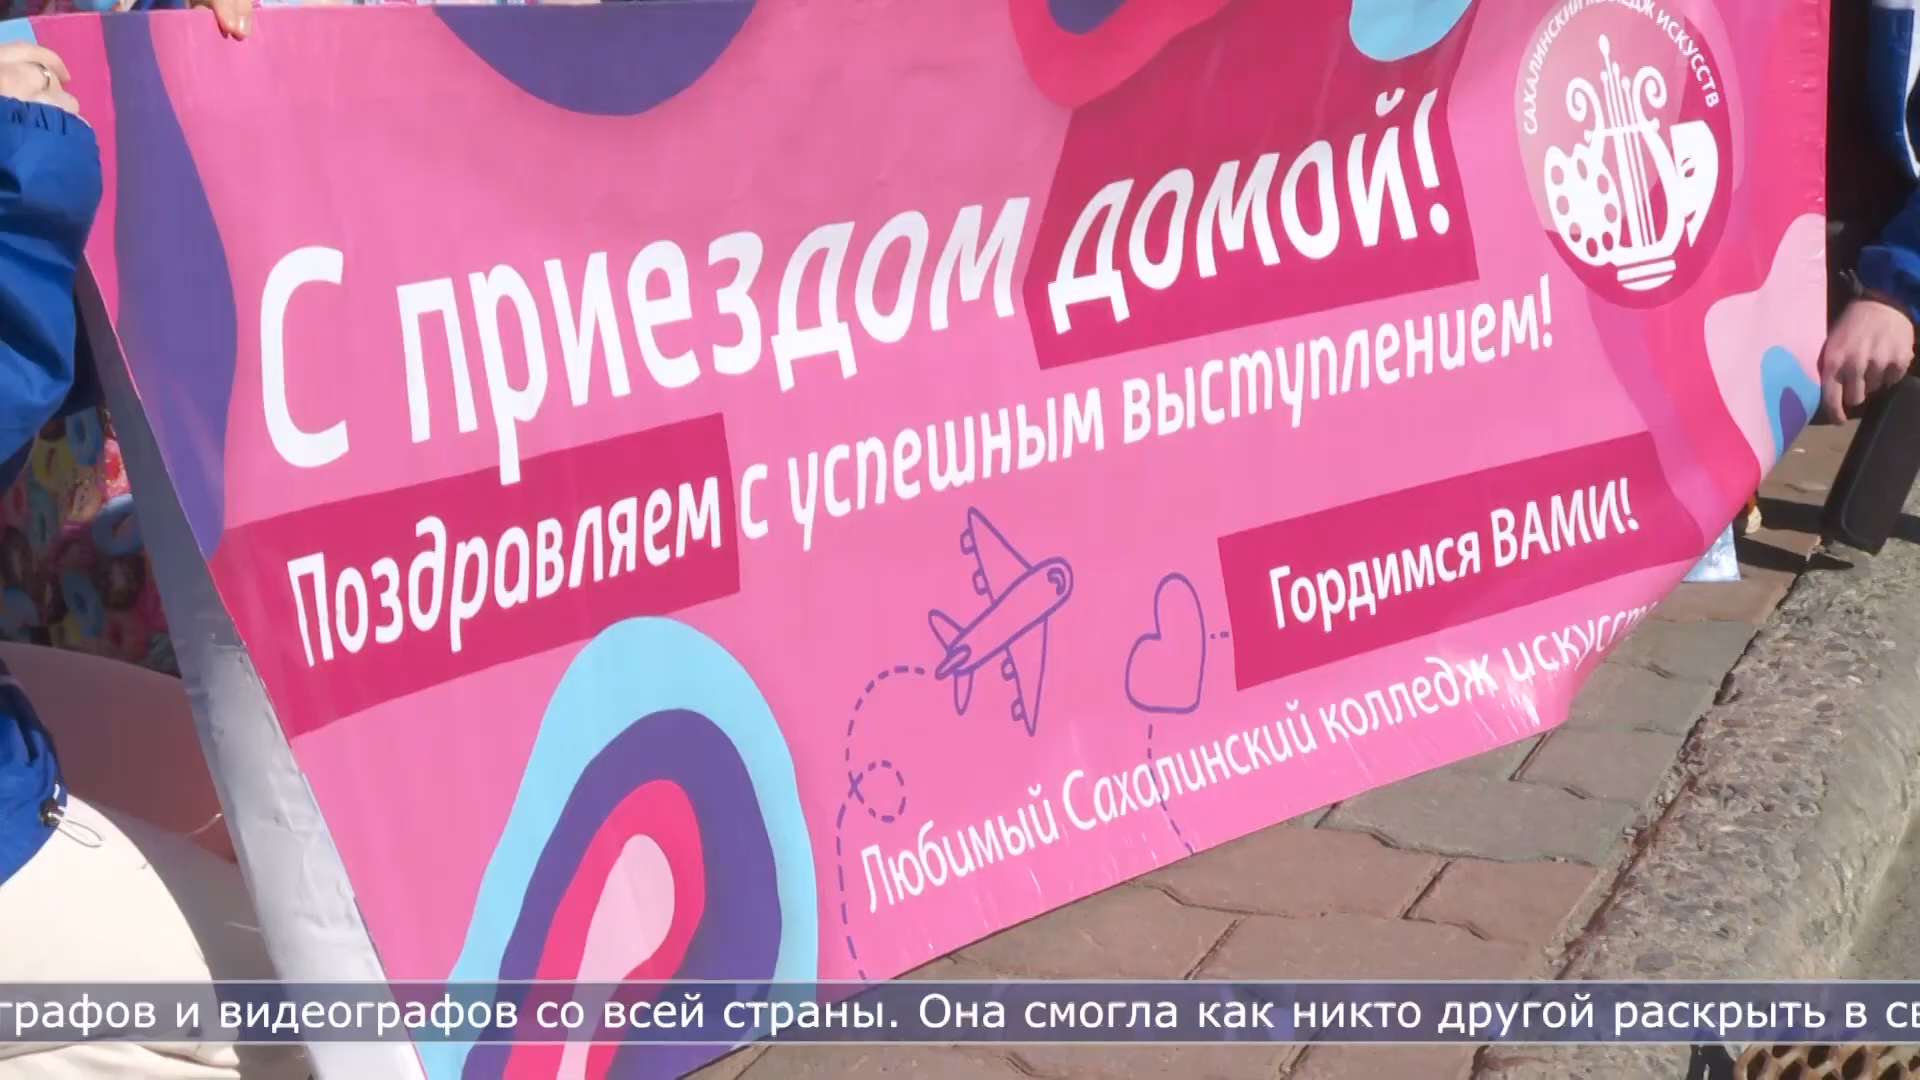 САХАЛИНСКИЙ КОЛЛЕДЖ ИСКУССТВ
С приездом домой!
Поздравляем с успешным выступлением!
Гордимся ВАМИ!
Любимый Сахалинский колледж искусств
графов и видеографов со всей страны. Она смогла как никто другой раскрыть в св